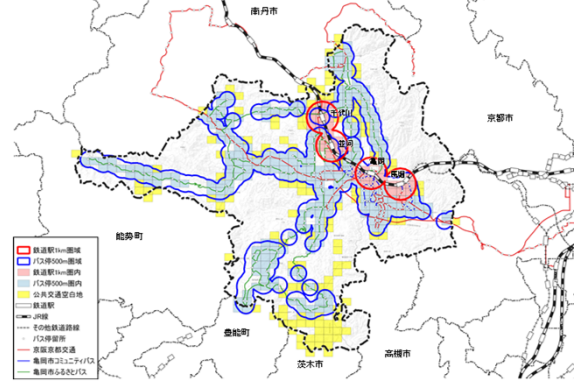 南丹市
京都市
千代川
並河
亀岡
馬堀
能勢町
豊能町
茨木市
高槻市
鉄道駅1km圏域
バス停500m圏域
鉄道駅1km圏内
バス停500m圏内
公共交通空白地
鉄道駅
JR線
その他鉄道路線
バス停留所
京阪京都交通
亀岡市コミュニティバス
亀岡市ふるさとバス